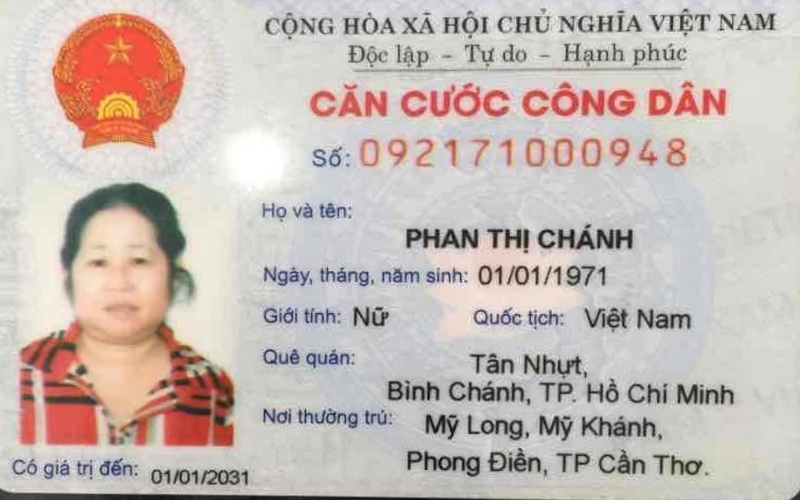 CỘNG HÒA XÃ HỘI CHỦ NGHĨA VIỆT NAM
Độc lập - Tự do - Hạnh phúc
CĂN CƯỚC CÔNG DÂN
Số: 092171000948
Họ và tên:
PHAN THỊ CHÁNH
Ngày, tháng, năm sinh: 01/01/1971
Giới tính: Nữ Quốc tịch: Việt Nam
Quê quán: Tân Nhựt,
Bình Chánh, TP. Hồ Chí Minh
Nơi thường trú: Mỹ Long, Mỹ Khánh,
Phong Điền, TP Cần Thơ.
Có giá trị đến: 01/01/2031